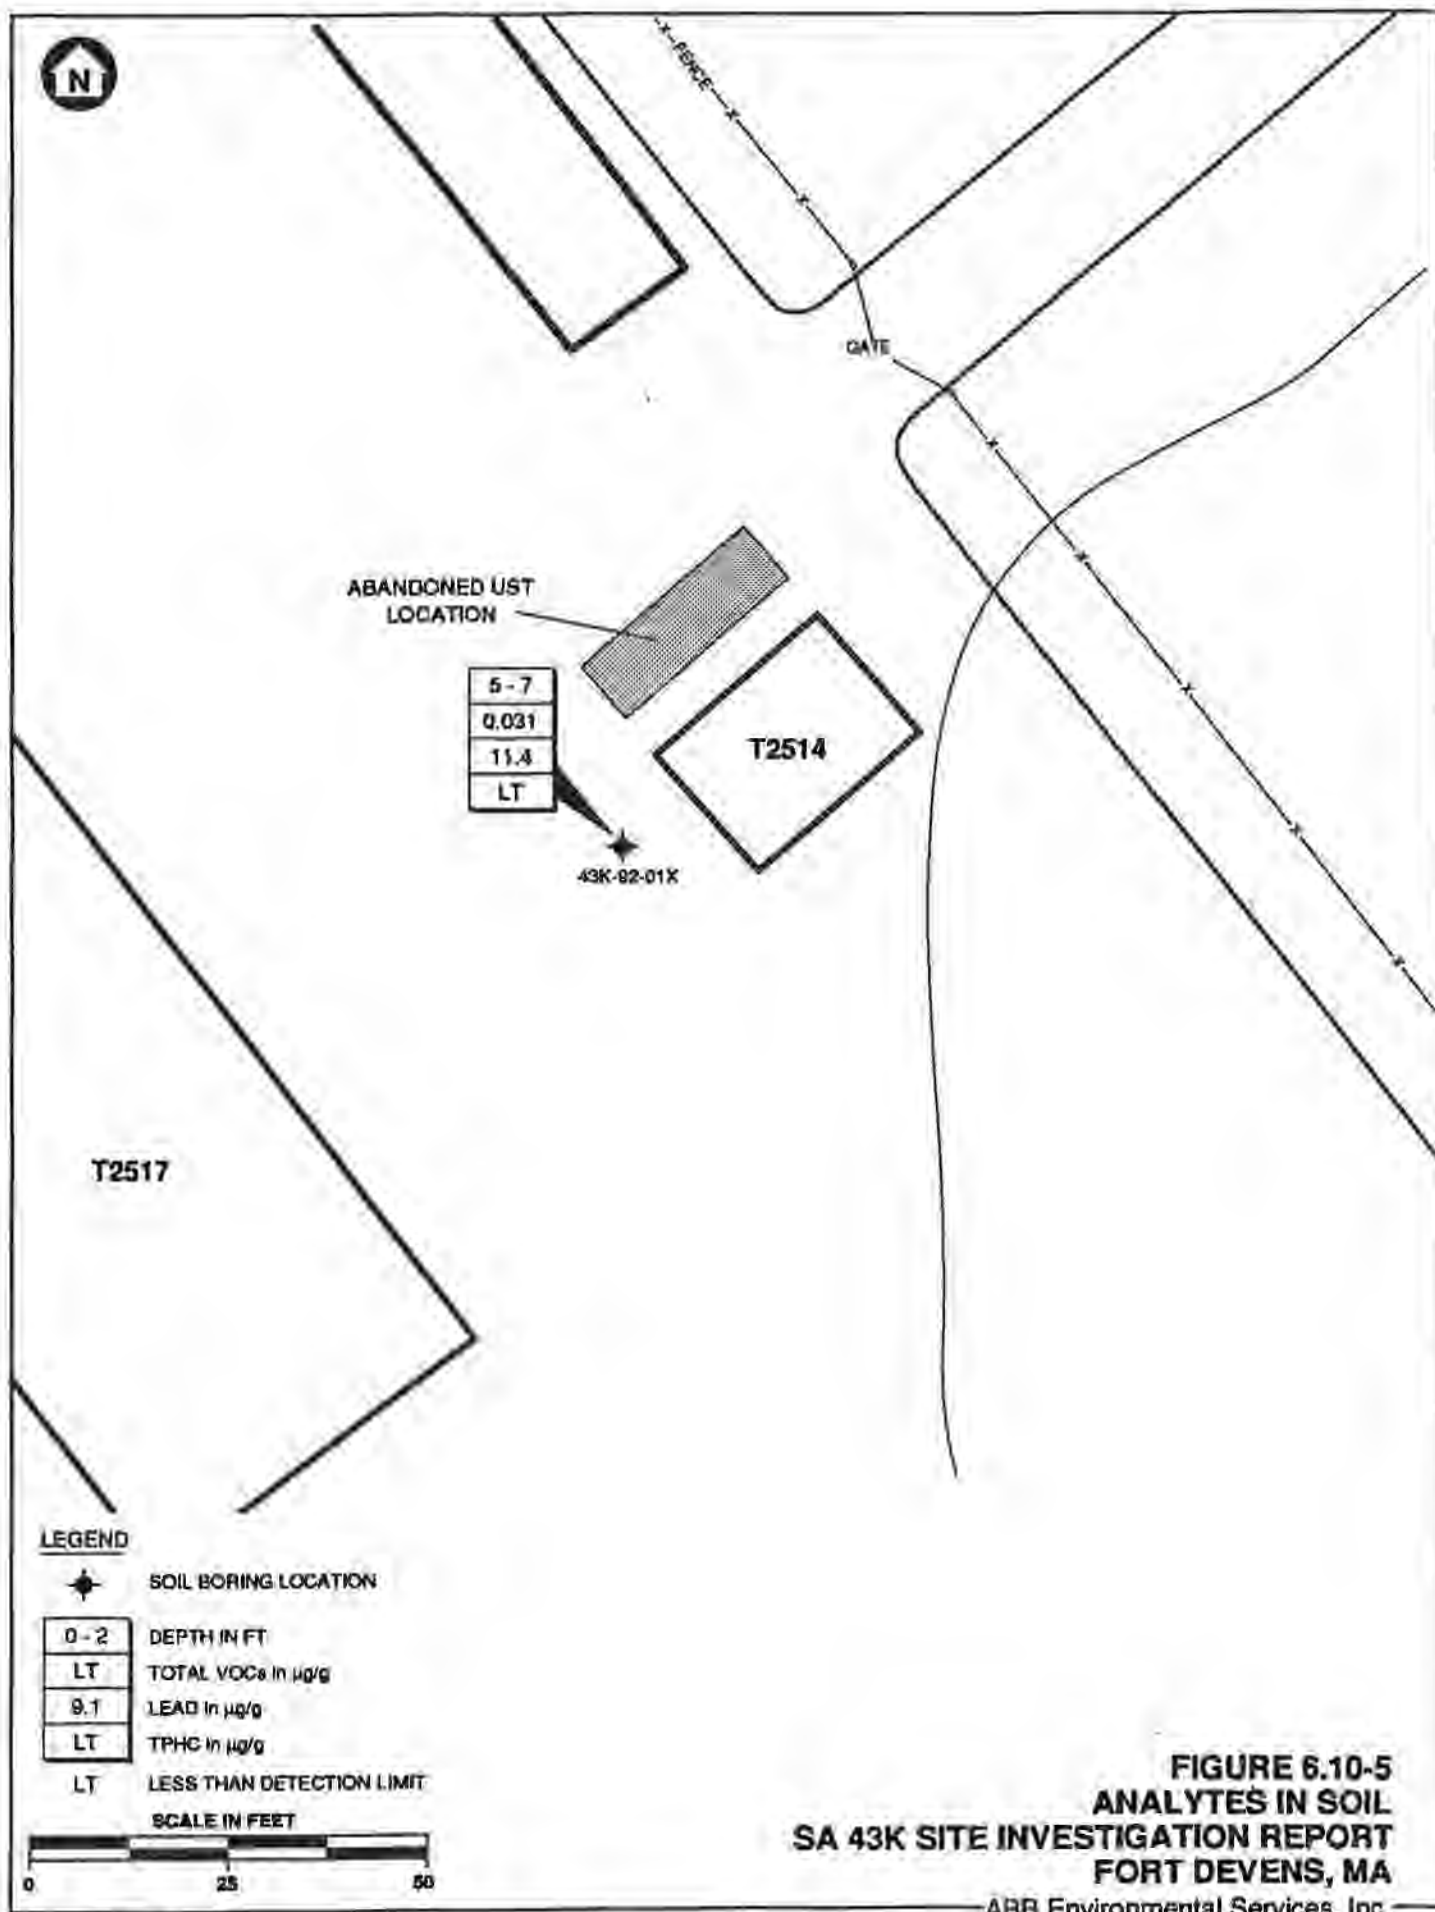 N
X
FENCE
X
X
GATE
X
ABANDONED UST
LOCATION
X
5 - 7
0.031
11.4
LT
T2514
X
43K-92-01X
X
X
T2517
LEGEND
SOIL BORING LOCATION
0 - 2 DEPTH IN FT
LT TOTAL VOCs in µg/g
9.1 LEAD in µg/g
LT TPHC in µg/g
LT LESS THAN DETECTION LIMIT
SCALE IN FEET
0 25 50
FIGURE 6.10-5
ANALYTES IN SOIL
SA 43K SITE INVESTIGATION REPORT
FORT DEVENS, MA
ABB Environmental Services, Inc.